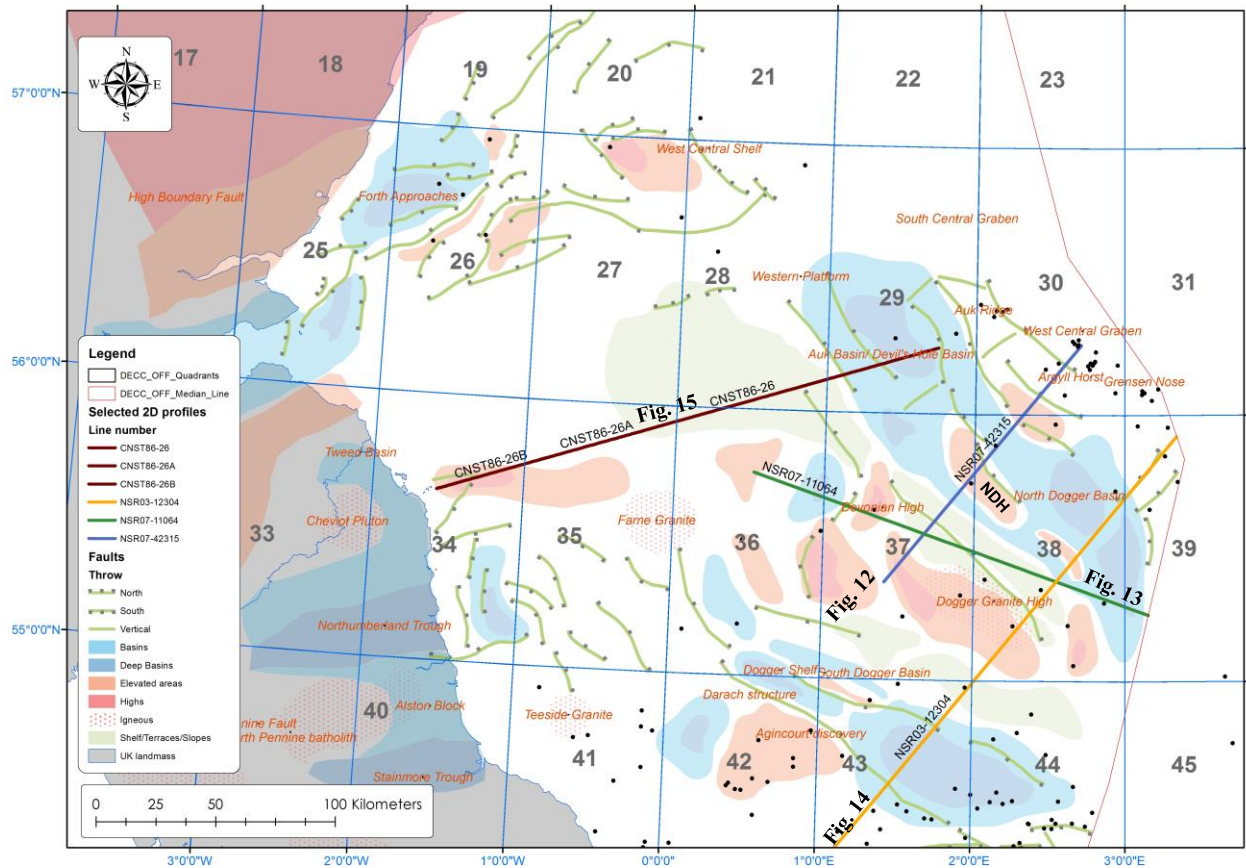 17
18
19
20
21
22
23
N
W
E
S
57°0'0"N
High Boundary Fault
Forth Approaches
West Central Shelf
South Central Graben
25
26
27
28
Western Platform
29
30
31
Auk Ridge
West Central Graben
56°0'0"N
Auk Basin/ Devil's Hole Basin
Argyll Horst
Grensen Nose
Legend
DECC_OFF_Quadrants
DECC_OFF_Median_Line
Selected 2D profiles
Line number
CNST86-26
CNST86-26A
CNST86-26B
NSR03-12304
NSR07-11064
NSR07-42315
Faults
Throw
North
South
Vertical
Basins
Deep Basins
Elevated areas
Highs
Igneous
Shelf/Terraces/Slopes
UK landmass
CNST86-26B
CNST86-26A
Fig. 15
CNST86-26
NSR07-42315
Tweed Basin
NSR07-11064
Devonian High
NDH
North Dogger Basin
33
Cheviot Pluton
34
35
Farne Granite
36
37
38
39
Fig. 12
Fig. 13
Dogger Granite High
55°0'0"N
Northumberland Trough
Dogger Shelf
South Dogger Basin
40
Alston Block
Darach structure
nine Fault
rth Pennine batholith
Teeside Granite
Agincourt discovery
NSR03-12304
41
42
43
44
45
Stainmore Trough
Fig. 14
0 25 50 100 Kilometers
3°0'0"W
2°0'0"W
1°0'0"W
0°0'0"
1°0'0"E
2°0'0"E
3°0'0"E